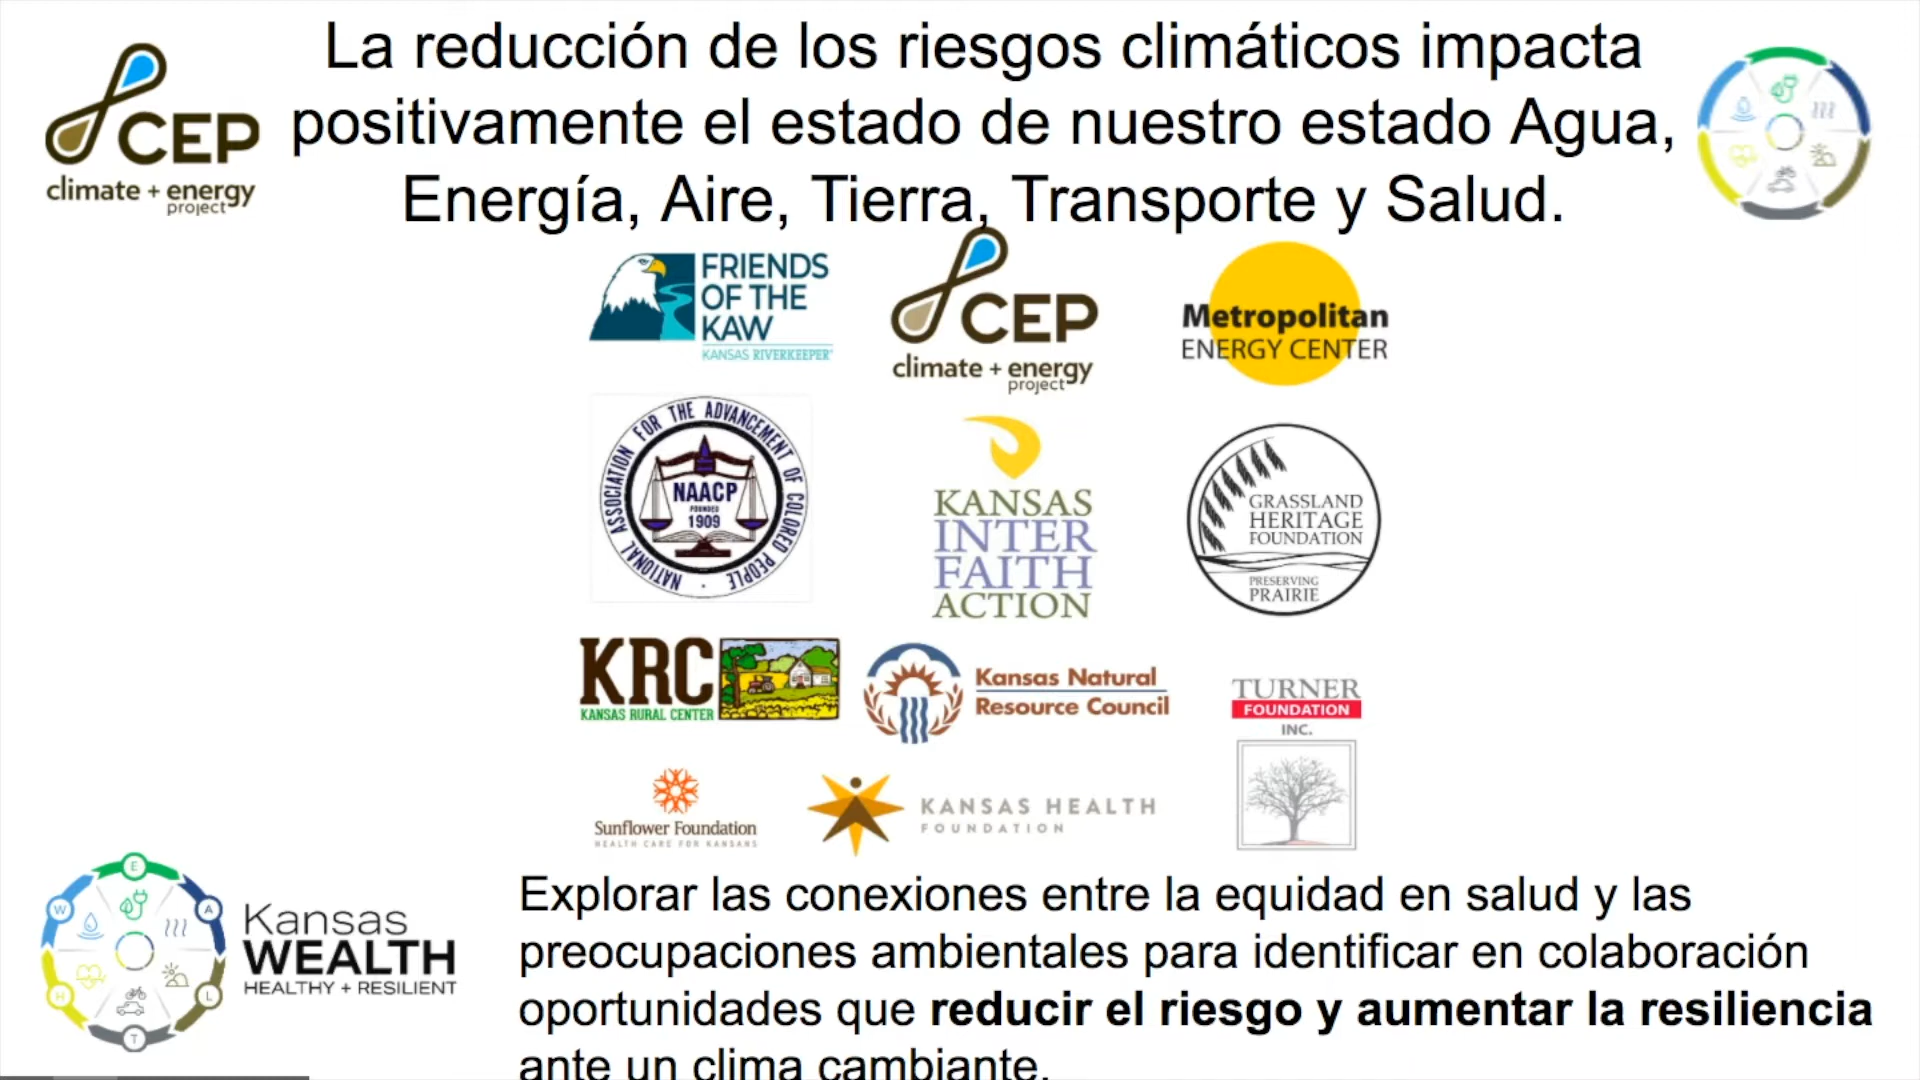 La reducción de los riesgos climáticos impacta
positivamente el estado de nuestro estado Agua,
Energía, Aire, Tierra, Transporte y Salud.
CEP
climate + energy
project
FRIENDS
OF THE
KAW
KANSAS RIVERKEEPER
CEP
climate + energy
project
Metropolitan
ENERGY CENTER
NATIONAL ASSOCIATION FOR THE ADVANCEMENT OF COLORED PEOPLE
NAACP
FOUNDED
1909
KANSAS
INTER
FAITH
ACTION
GRASSLAND
HERITAGE
FOUNDATION
PRESERVING
PRAIRIE
KRC
KANSAS RURAL CENTER
Kansas Natural
Resource Council
TURNER
FOUNDATION
INC.
Sunflower Foundation
HEALTH CARE FOR KANSANS
KANSAS HEALTH
FOUNDATION
W E A L T H
Kansas
WEALTH
HEALTHY + RESILIENT
Explorar las conexiones entre la equidad en salud y las
preocupaciones ambientales para identificar en colaboración
oportunidades que reducir el riesgo y aumentar la resiliencia
ante un clima cambiante.